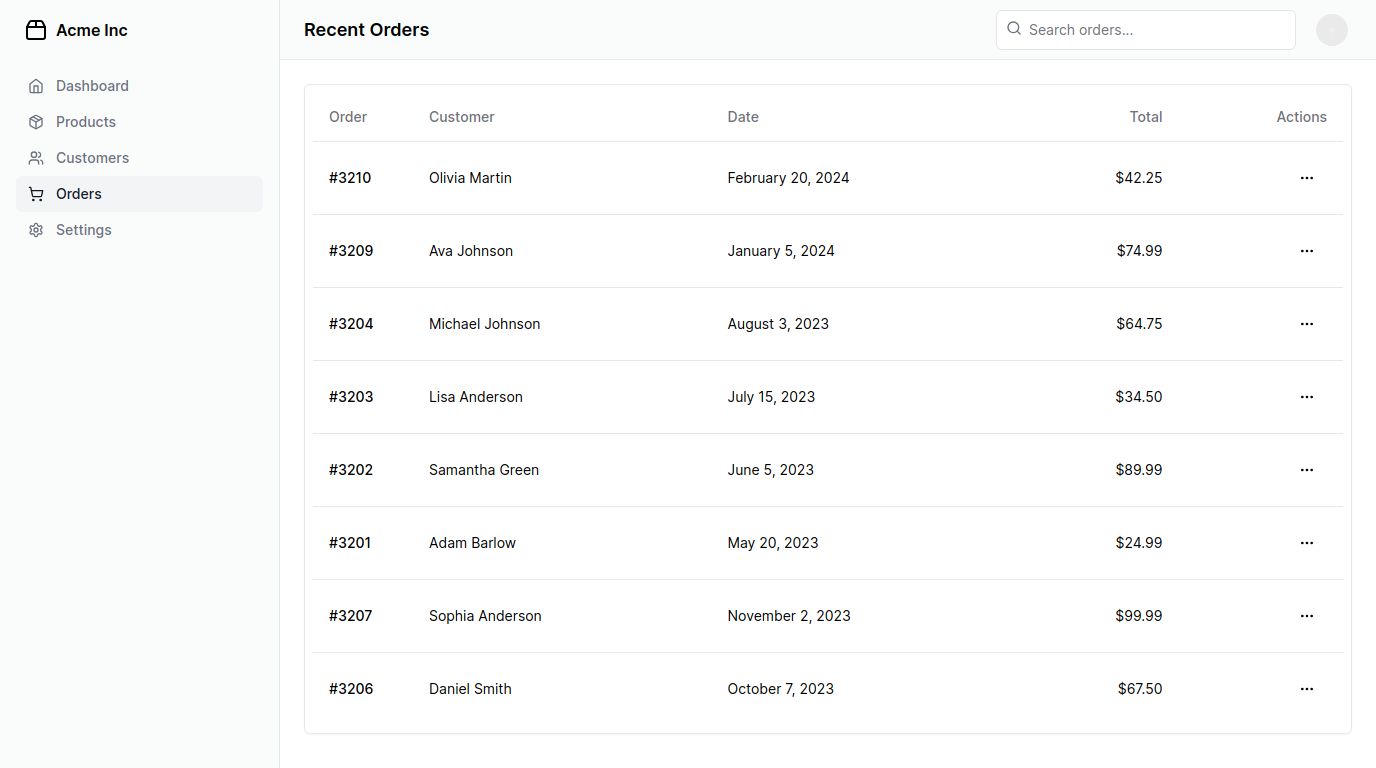 Acme Inc
Dashboard
Products
Customers
Orders
Settings
Recent Orders
Search orders...
Order Customer Date Total Actions
#3210 Olivia Martin February 20, 2024 $42.25
#3209 Ava Johnson January 5, 2024 $74.99
#3204 Michael Johnson August 3, 2023 $64.75
#3203 Lisa Anderson July 15, 2023 $34.50
#3202 Samantha Green June 5, 2023 $89.99
#3201 Adam Barlow May 20, 2023 $24.99
#3207 Sophia Anderson November 2, 2023 $99.99
#3206 Daniel Smith October 7, 2023 $67.50